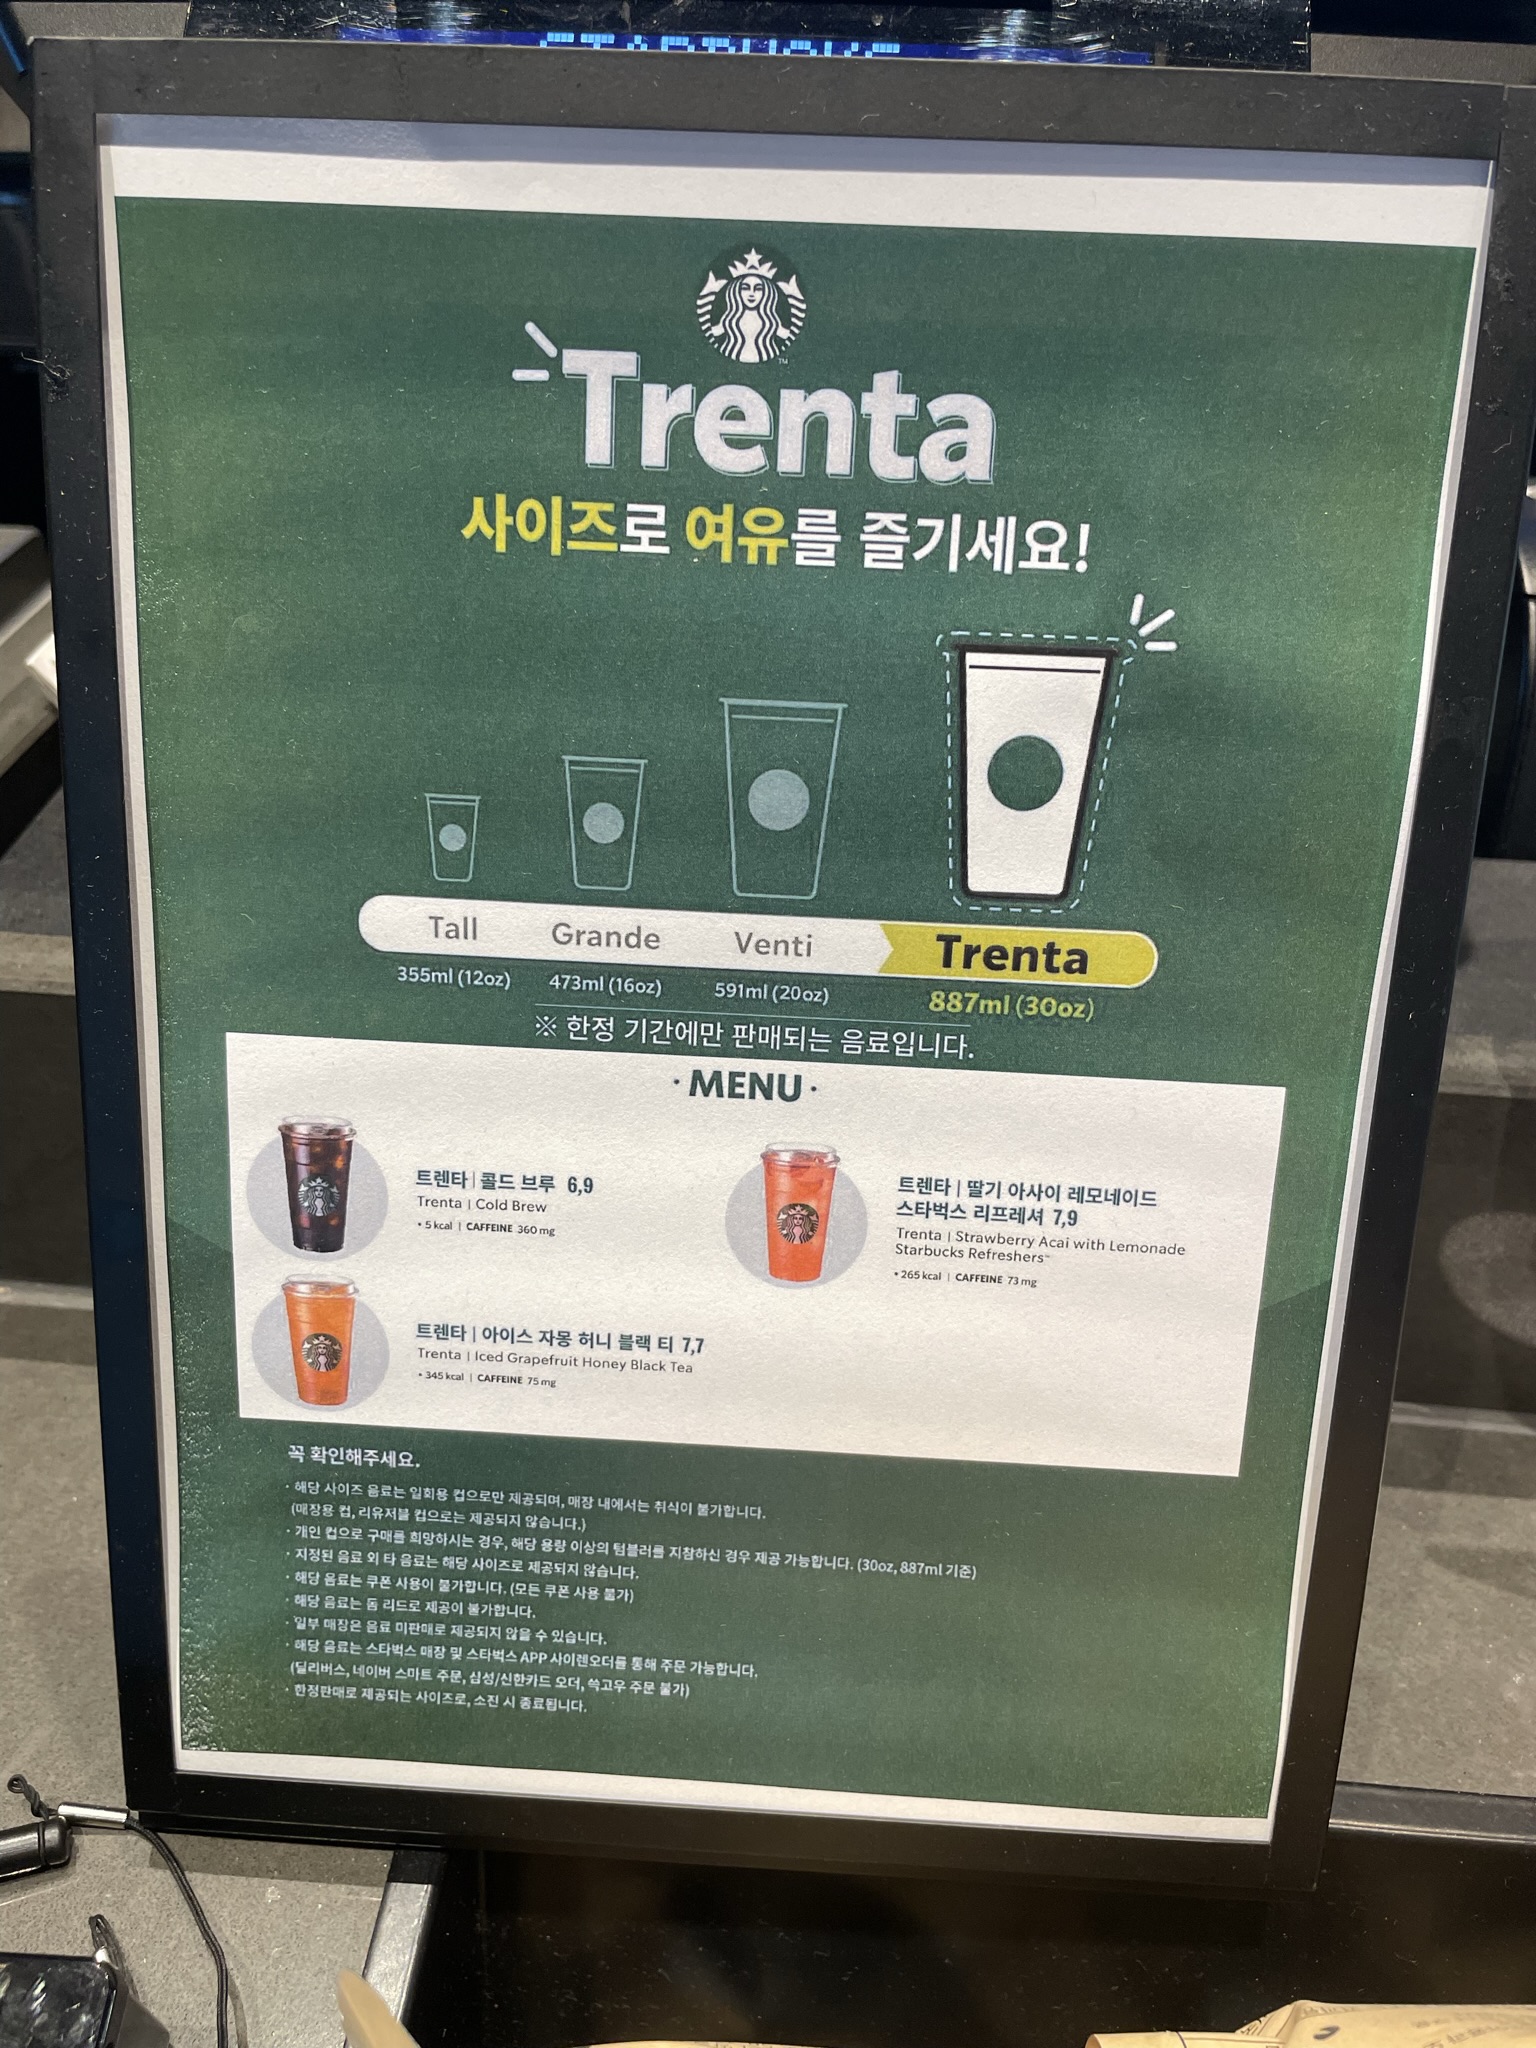 Trenta
사이즈로 여유를 즐기세요!
Tall Grande Venti Trenta
355ml (12oz) 473ml (16oz) 591ml (20oz) 887ml (30oz)
※ 한정 기간에만 판매되는 음료입니다.
· MENU ·
트렌타 | 콜드 브루 6,9
Trenta | Cold Brew
• 5 kcal | CAFFEINE 360 mg
트렌타 | 딸기 아사이 레모네이드
스타벅스 리프레셔 7,9
Trenta | Strawberry Acai with Lemonade
Starbucks Refreshers™
• 265 kcal | CAFFEINE 73 mg
트렌타 | 아이스 자몽 허니 블랙 티 7,7
Trenta | Iced Grapefruit Honey Black Tea
• 345 kcal | CAFFEINE 75 mg
꼭 확인해주세요.
· 해당 사이즈 음료는 일회용 컵으로만 제공되며, 매장 내에서는 취식이 불가합니다.
(매장용 컵, 리유저블 컵으로는 제공되지 않습니다.)
· 개인 컵으로 구매를 희망하시는 경우, 해당 용량 이상의 텀블러를 지참하신 경우 제공 가능합니다. (30oz, 887ml 기준)
· 지정된 음료 외 타 음료는 해당 사이즈로 제공되지 않습니다.
· 해당 음료는 쿠폰 사용이 불가합니다. (모든 쿠폰 사용 불가)
· 해당 음료는 돔 리드로 제공이 불가합니다.
· 일부 매장은 음료 미판매로 제공되지 않을 수 있습니다.
· 해당 음료는 스타벅스 매장 및 스타벅스 APP 사이렌오더를 통해 주문 가능합니다.
(딜리버스, 네이버 스마트 주문, 삼성/신한카드 오더, 쓱고우 주문 불가)
· 한정판매로 제공되는 사이즈로, 소진 시 종료됩니다.